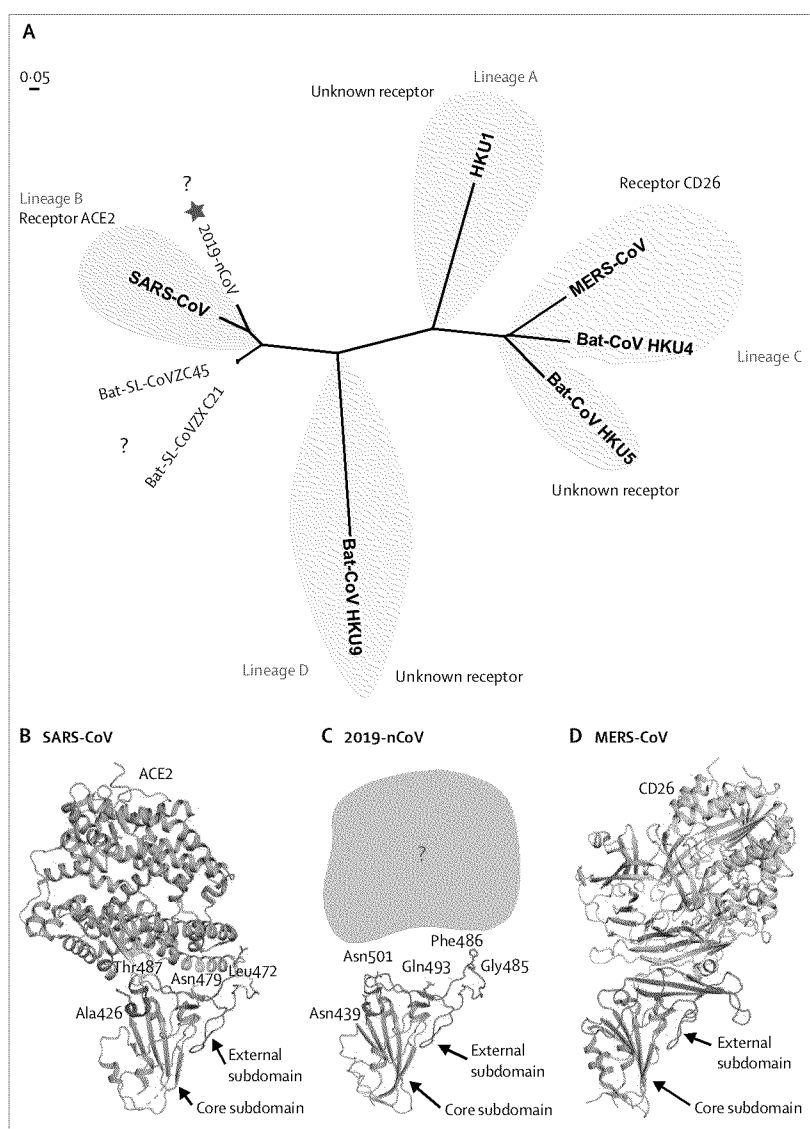 A
0·05
Lineage A
Unknown receptor
HKU1
Receptor CD26
?
Lineage B
Receptor ACE2
2019-nCoV
SARS-CoV
MERS-CoV
Bat-CoV HKU4
Lineage C
Bat-SL-CoVZC45
Bat-CoV HKU5
?
Bat-SL-CoVZXC21
Unknown receptor
Bat-CoV HKU9
Lineage D
Unknown receptor
B SARS-CoV
ACE2
Thr487
Asn479
Leu472
Ala426
External
subdomain
Core subdomain
C 2019-nCoV
?
Phe486
Asn501
Gln493
Gly485
Asn439
External
subdomain
Core subdomain
D MERS-CoV
CD26
External
subdomain
Core subdomain